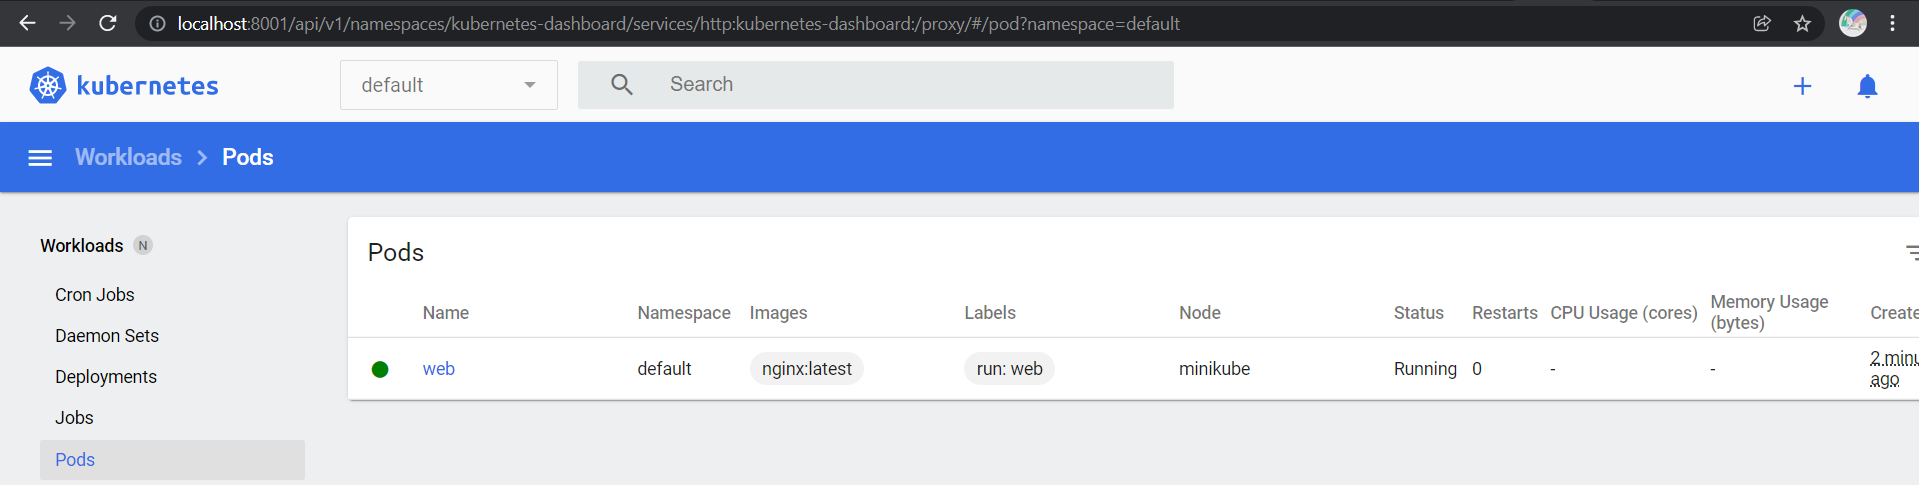 localhost:8001/api/v1/namespaces/kubernetes-dashboard/services/http:kubernetes-dashboard:/proxy/#/pod?namespace=default
kubernetes
default
Search
Workloads
Pods
Workloads N
Cron Jobs
Daemon Sets
Deployments
Jobs
Pods
Pods
Name Namespace Images Labels Node Status Restarts CPU Usage (cores) Memory Usage (bytes) Create
web default nginx:latest run: web minikube Running 0 - - 2 minu
ago